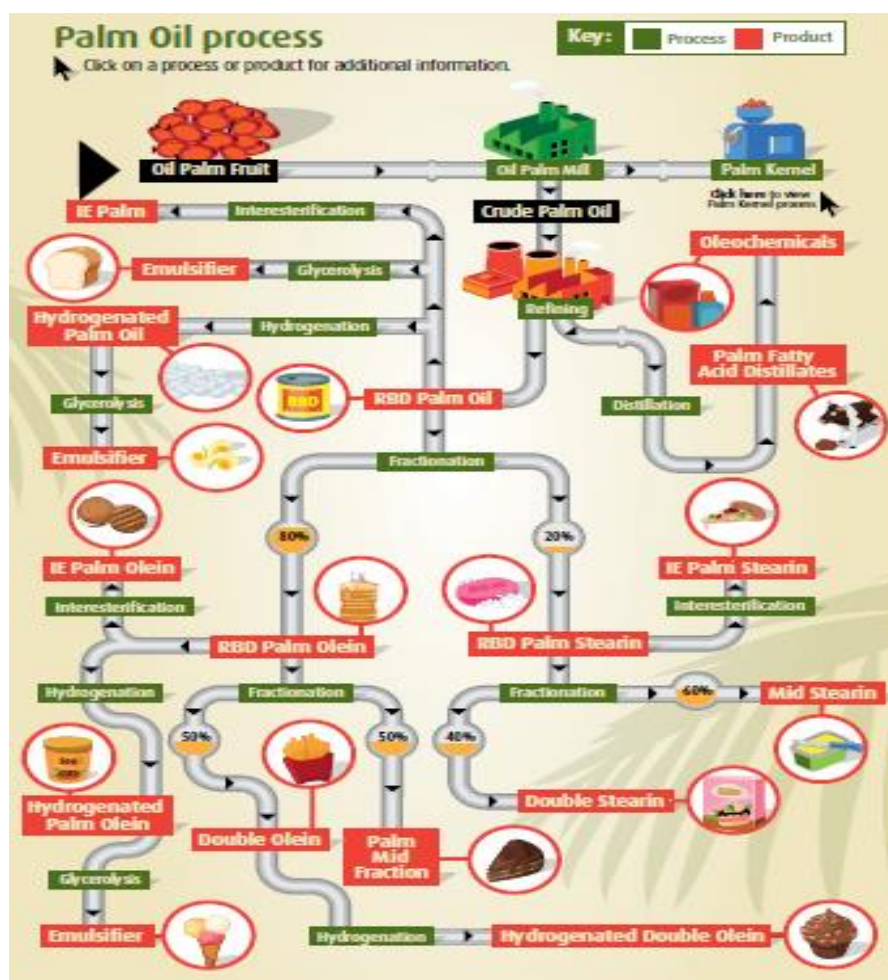 Palm Oil process
Key: Process Product
Click on a process or product for additional information.
Oil Palm Fruit
Oil Palm Mill
Palm Kernel
Click here to view
Palm Kernel process
IE Palm
Interesterification
Crude Palm Oil
Oleochemicals
Emulsifier
Glycerolysis
Refining
Hydrogenated
Palm Oil
Hydrogenation
Palm Fatty
Acid Distillates
RBD
RBD Palm Oil
Distillation
Glycerolysis
Emulsifier
Fractionation
80%
20%
IE Palm Olein
IE Palm Stearin
Interesterification
Interesterification
RBD Palm Olein
RBD Palm Stearin
Hydrogenation
Fractionation
Fractionation
60%
Mid Stearin
50%
50%
40%
Hydrogenated
Palm Olein
Double Olein
Palm
Mid
Fraction
Double Stearin
Glycerolysis
Emulsifier
Hydrogenation
Hydrogenated Double Olein